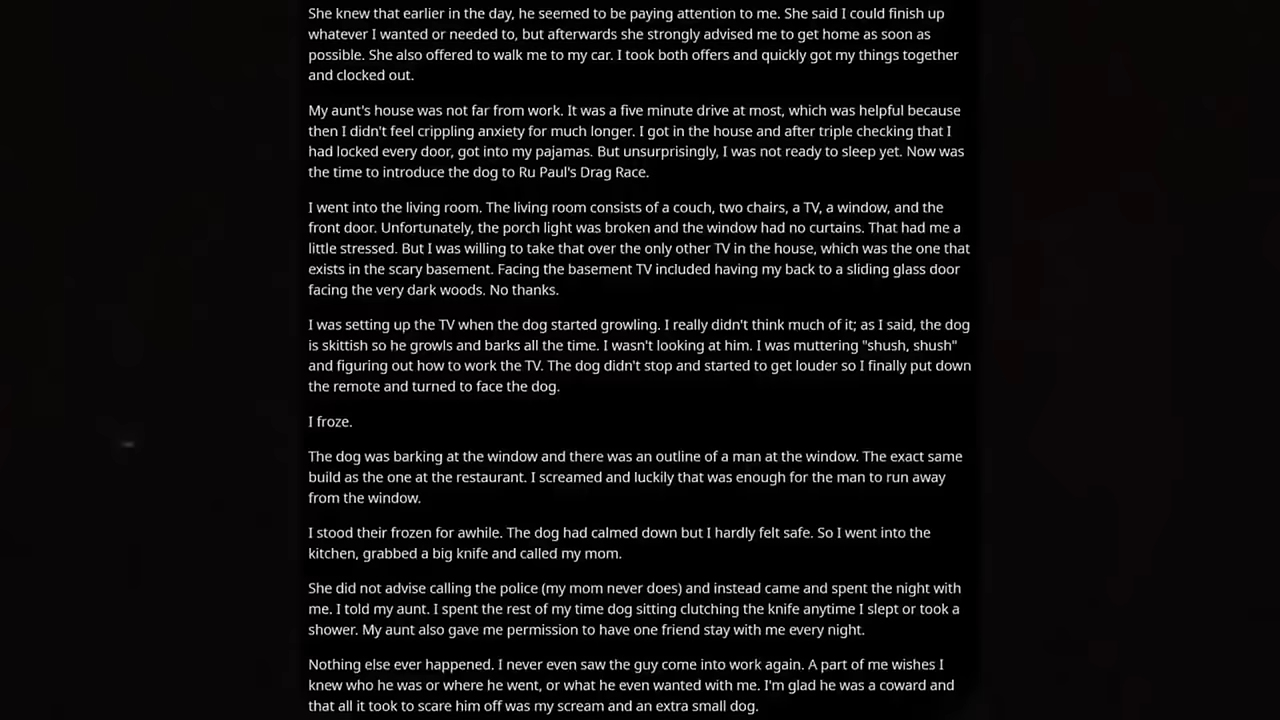 She knew that earlier in the day, he seemed to be paying attention to me. She said I could finish up
whatever I wanted or needed to, but afterwards she strongly advised me to get home as soon as
possible. She also offered to walk me to my car. I took both offers and quickly got my things together
and clocked out.
My aunt's house was not far from work. It was a five minute drive at most, which was helpful because
then I didn't feel crippling anxiety for much longer. I got in the house and after triple checking that I
had locked every door, got into my pajamas. But unsurprisingly, I was not ready to sleep yet. Now was
the time to introduce the dog to Ru Paul's Drag Race.
I went into the living room. The living room consists of a couch, two chairs, a TV, a window, and the
front door. Unfortunately, the porch light was broken and the window had no curtains. That had me a
little stressed. But I was willing to take that over the only other TV in the house, which was the one that
exists in the scary basement. Facing the basement TV included having my back to a sliding glass door
facing the very dark woods. No thanks.
I was setting up the TV when the dog started growling. I really didn't think much of it; as I said, the dog
is skittish so he growls and barks all the time. I wasn't looking at him. I was muttering "shush, shush"
and figuring out how to work the TV. The dog didn't stop and started to get louder so I finally put down
the remote and turned to face the dog.
I froze.
The dog was barking at the window and there was an outline of a man at the window. The exact same
build as the one at the restaurant. I screamed and luckily that was enough for the man to run away
from the window.
I stood their frozen for awhile. The dog had calmed down but I hardly felt safe. So I went into the
kitchen, grabbed a big knife and called my mom.
She did not advise calling the police (my mom never does) and instead came and spent the night with
me. I told my aunt. I spent the rest of my time dog sitting clutching the knife anytime I slept or took a
shower. My aunt also gave me permission to have one friend stay with me every night.
Nothing else ever happened. I never even saw the guy come into work again. A part of me wishes I
knew who he was or where he went, or what he even wanted with me. I'm glad he was a coward and
that all it took to scare him off was my scream and an extra small dog.